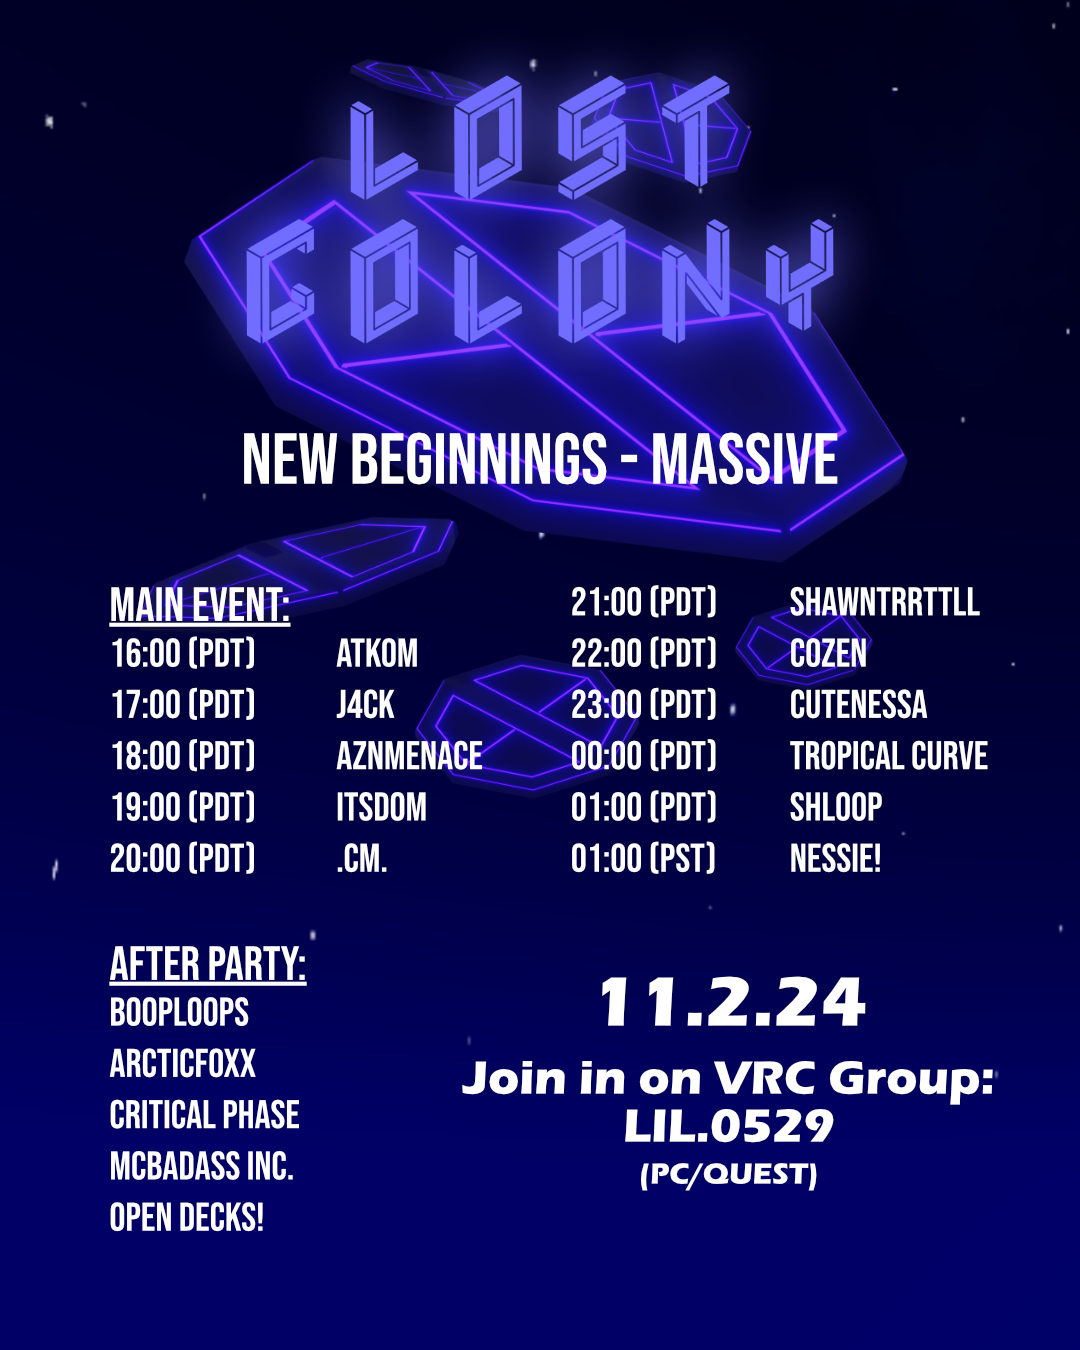 LOST
COLONY
NEW BEGINNINGS - MASSIVE
MAIN EVENT:
16:00 (PDT) ATKOM
17:00 (PDT) J4CK
18:00 (PDT) AZNMENACE
19:00 (PDT) ITSDOM
20:00 (PDT) .CM.
21:00 (PDT) SHAWNTRRTTLL
22:00 (PDT) COZEN
23:00 (PDT) CUTENESSA
00:00 (PDT) TROPICAL CURVE
01:00 (PDT) SHLOOP
01:00 (PST) NESSIE!
AFTER PARTY:
BOOPLOOPS
ARCTICFOXX
CRITICAL PHASE
MCBADASS INC.
OPEN DECKS!
11.2.24
Join in on VRC Group:
LIL.0529
(PC/QUEST)